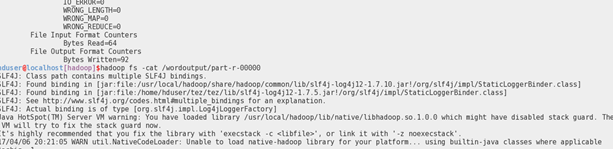 IO_ERROR=0
WRONG_LENGTH=0
WRONG_MAP=0
WRONG_REDUCE=0
File Input Format Counters
Bytes Read=64
File Output Format Counters
Bytes Written=92
duser@localhost[hadoop]$hadoop fs -cat /wordoutput/part-r-00000
SLF4J: Class path contains multiple SLF4J bindings.
SLF4J: Found binding in [jar:file:/usr/local/hadoop/share/hadoop/common/lib/slf4j-log4j12-1.7.10.jar!/org/slf4j/impl/StaticLoggerBinder.class]
SLF4J: Found binding in [jar:file:/home/hduser/tez/tez/lib/slf4j-log4j12-1.7.5.jar!/org/slf4j/impl/StaticLoggerBinder.class]
SLF4J: See http://www.slf4j.org/codes.html#multiple_bindings for an explanation.
SLF4J: Actual binding is of type [org.slf4j.impl.Log4jLoggerFactory]
Java HotSpot(TM) Server VM warning: You have loaded library /usr/local/hadoop/lib/native/libhadoop.so.1.0.0 which might have disabled stack guard. The
VM will try to fix the stack guard now.
It's highly recommended that you fix the library with 'execstack -c <libfile>', or link it with '-z noexecstack'.
17/04/06 20:21:05 WARN util.NativeCodeLoader: Unable to load native-hadoop library for your platform... using builtin-java classes where applicable